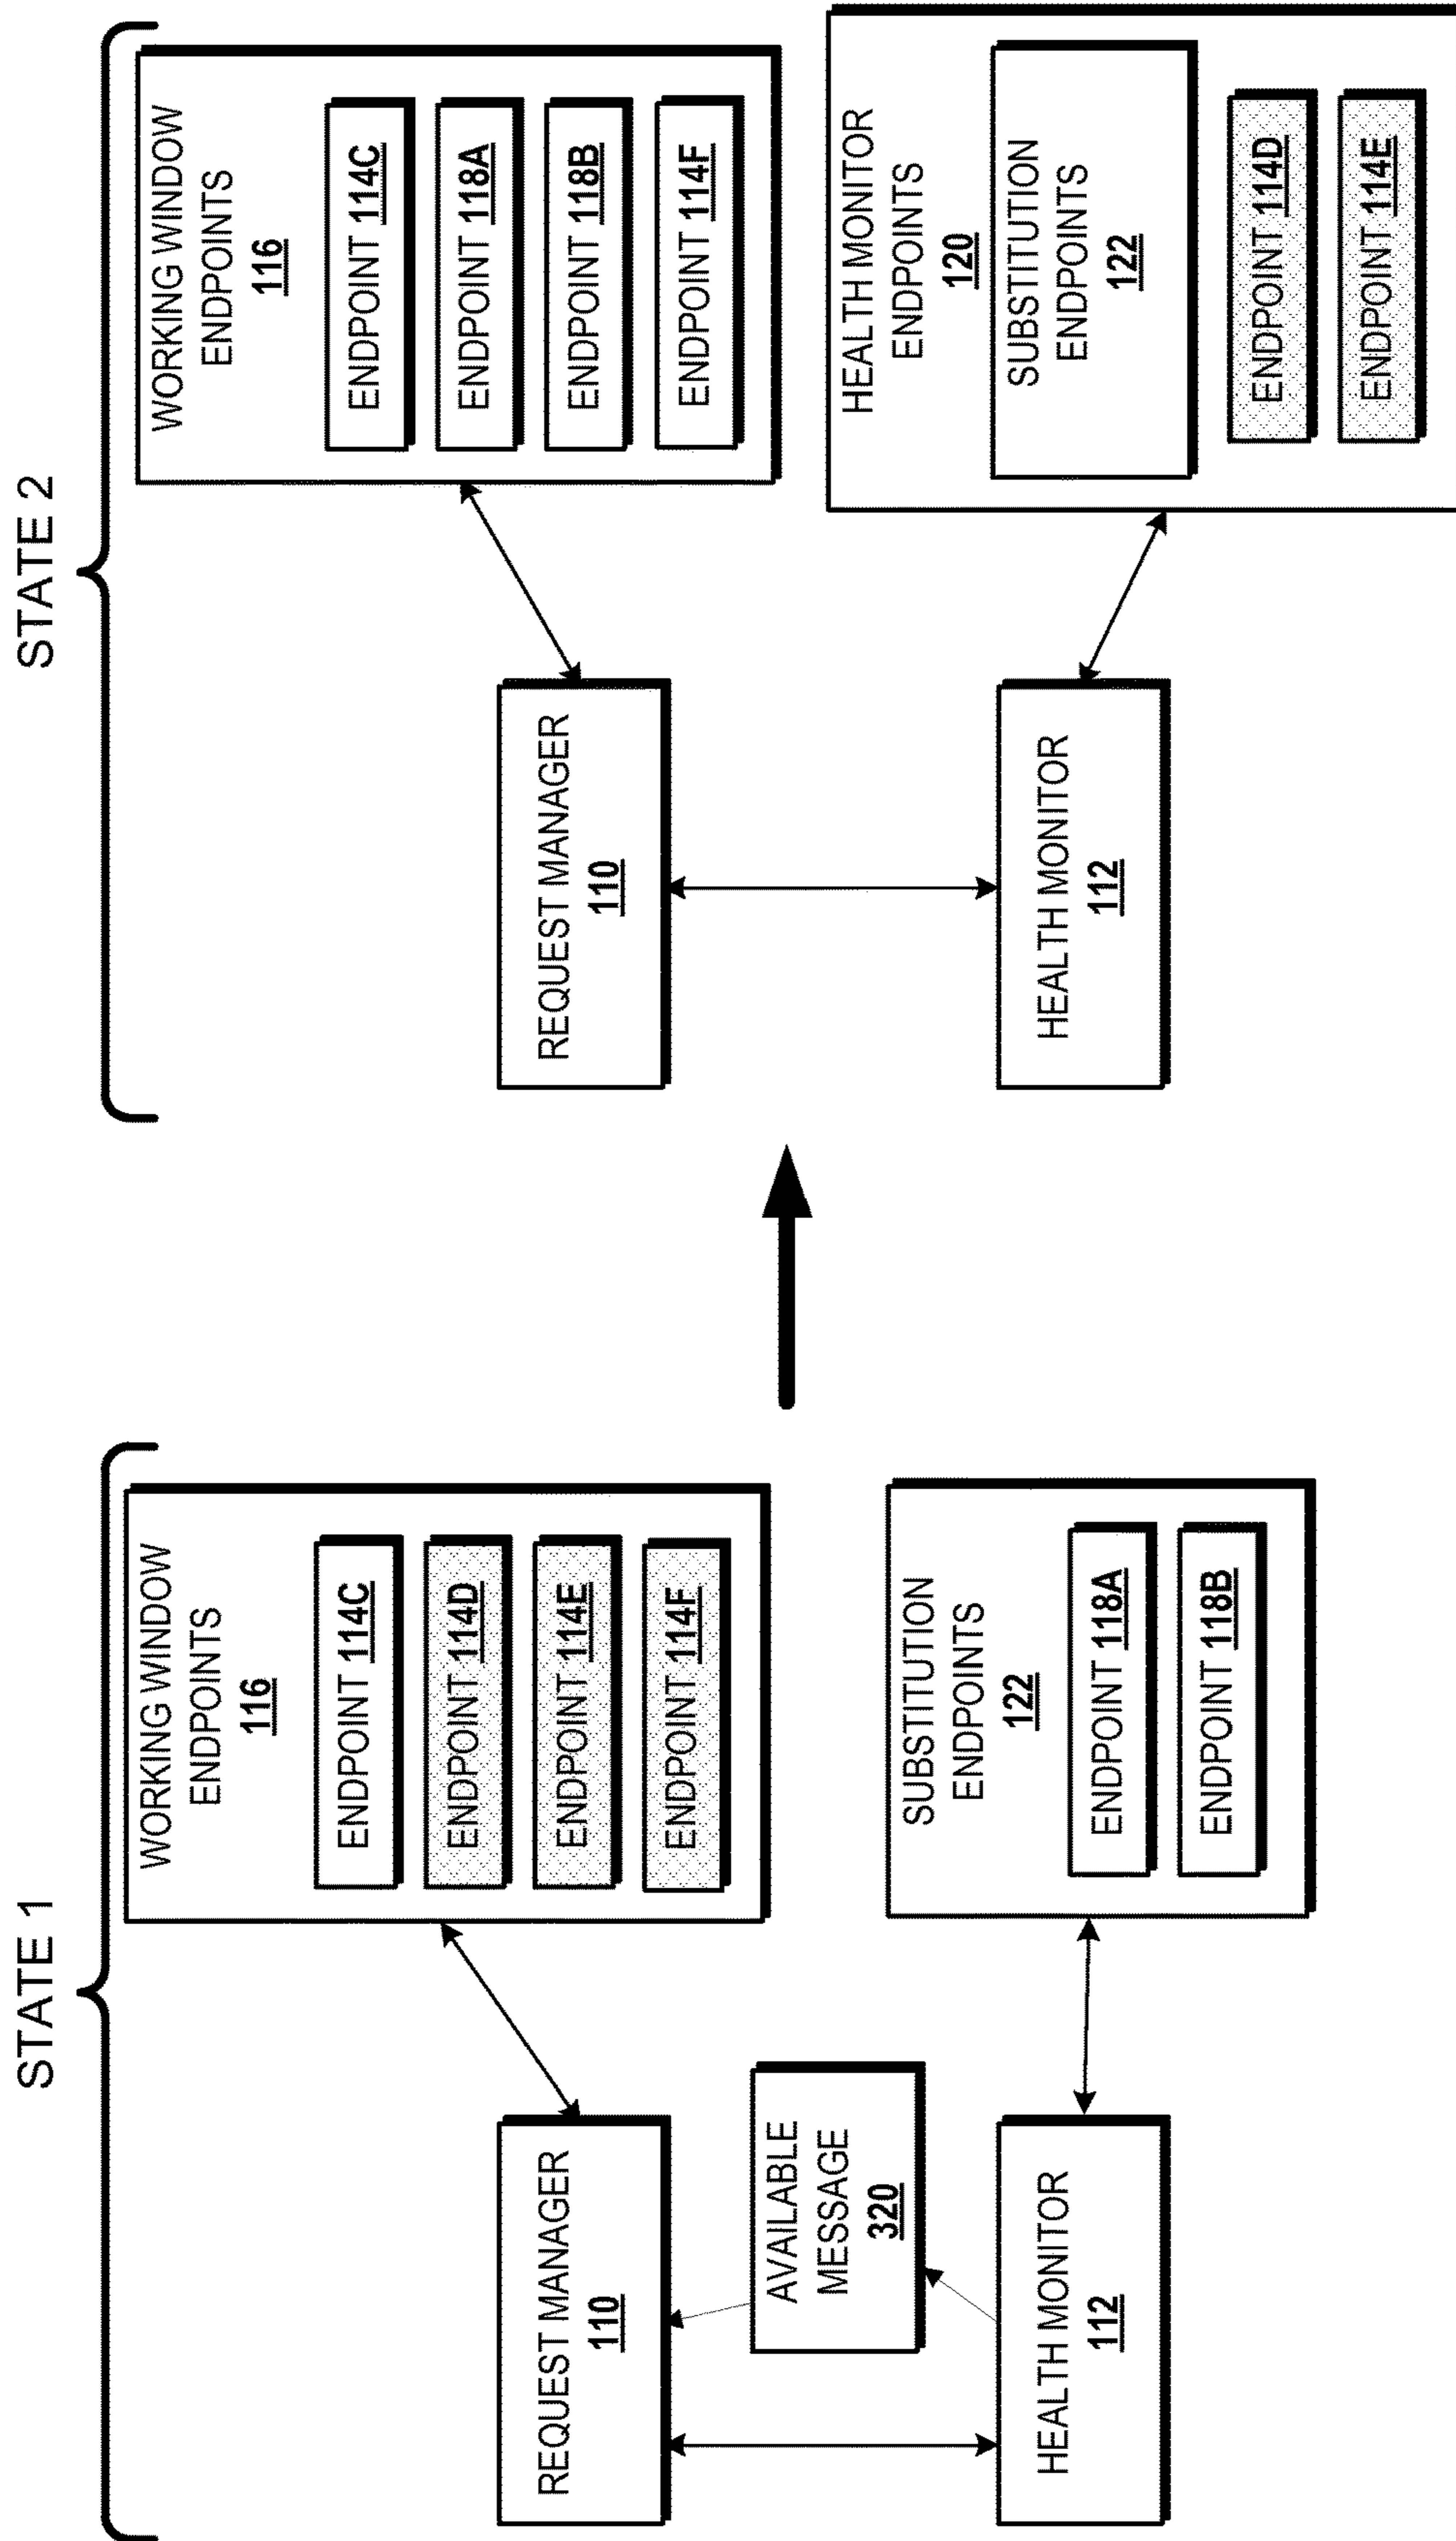 STATE 1
REQUEST MANAGER
110
AVAILABLE
MESSAGE
320
HEALTH MONITOR
112
WORKING WINDOW
ENDPOINTS
116
ENDPOINT 114C
ENDPOINT 114D
ENDPOINT 114E
ENDPOINT 114F
SUBSTITUTION
ENDPOINTS
122
ENDPOINT 118A
ENDPOINT 118B
STATE 2
REQUEST MANAGER
110
HEALTH MONITOR
112
WORKING WINDOW
ENDPOINTS
116
ENDPOINT 114C
ENDPOINT 118A
ENDPOINT 118B
ENDPOINT 114F
HEALTH MONITOR
ENDPOINTS
120
SUBSTITUTION
ENDPOINTS
122
ENDPOINT 114D
ENDPOINT 114E